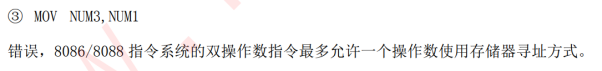 ③ MOV NUM3,NUM1
错误，8086/8088 指令系统的双操作数指令最多允许一个操作数使用存储器寻址方式。